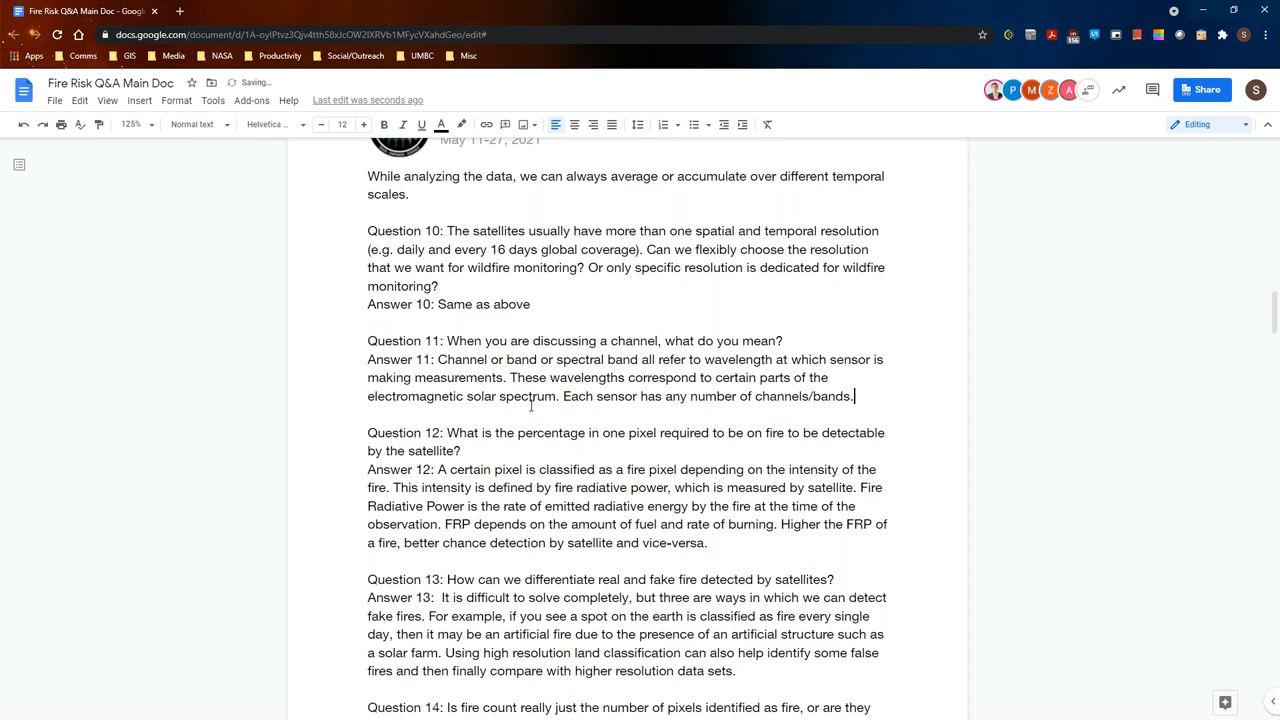 Fire Risk Q&A Main Doc - Google
docs.google.com/document/d/1A-oyIPtvz3Qjv4tth58xJcOW2IXRVb1MFycVXahdGeo/edit#
156
S
Apps Comms GIS Media NASA Productivity Social/Outreach UMBC Misc
Fire Risk Q&A Main Doc Saving...
P M Z A Share S
File Edit View Insert Format Tools Add-ons Help Last edit was seconds ago
125% Normal text Helvetica ... 12 B I U A Editing
May 11-27, 2021
While analyzing the data, we can always average or accumulate over different temporal
scales.
Question 10: The satellites usually have more than one spatial and temporal resolution
(e.g. daily and every 16 days global coverage). Can we flexibly choose the resolution
that we want for wildfire monitoring? Or only specific resolution is dedicated for wildfire
monitoring?
Answer 10: Same as above
Question 11: When you are discussing a channel, what do you mean?
Answer 11: Channel or band or spectral band all refer to wavelength at which sensor is
making measurements. These wavelengths correspond to certain parts of the
electromagnetic solar spectrum. Each sensor has any number of channels/bands.
Question 12: What is the percentage in one pixel required to be on fire to be detectable
by the satellite?
Answer 12: A certain pixel is classified as a fire pixel depending on the intensity of the
fire. This intensity is defined by fire radiative power, which is measured by satellite. Fire
Radiative Power is the rate of emitted radiative energy by the fire at the time of the
observation. FRP depends on the amount of fuel and rate of burning. Higher the FRP of
a fire, better chance detection by satellite and vice-versa.
Question 13: How can we differentiate real and fake fire detected by satellites?
Answer 13:  It is difficult to solve completely, but three are ways in which we can detect
fake fires. For example, if you see a spot on the earth is classified as fire every single
day, then it may be an artificial fire due to the presence of an artificial structure such as
a solar farm. Using high resolution land classification can also help identify some false
fires and then finally compare with higher resolution data sets.
Question 14: Is fire count really just the number of pixels identified as fire, or are they